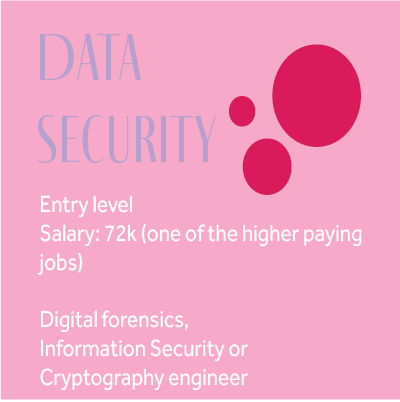 DATA
SECURITY
Entry level
Salary: 72k (one of the higher paying
jobs)
Digital forensics,
Information Security or
Cryptography engineer